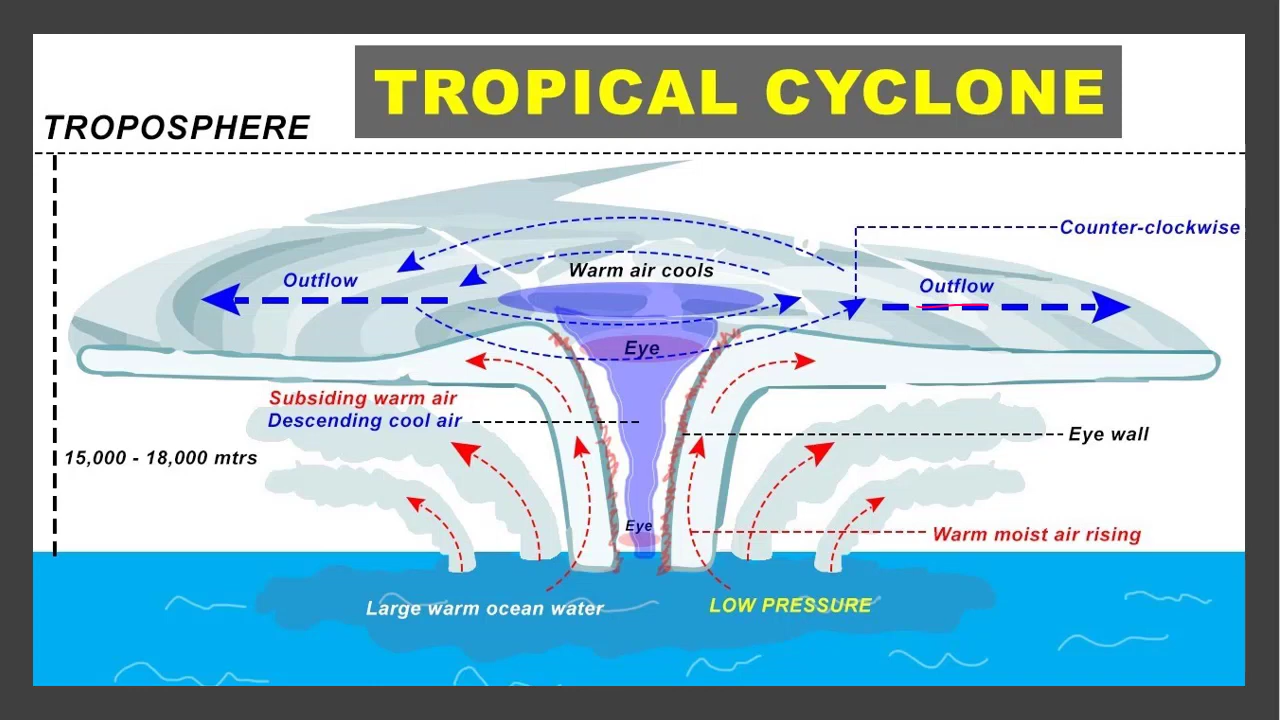 TROPICAL CYCLONE
TROPOSPHERE
Counter-clockwise
Warm air cools
Outflow
Outflow
Eye
Subsiding warm air
Descending cool air
Eye wall
15,000 - 18,000 mtrs
Eye
Warm moist air rising
Large warm ocean water
LOW PRESSURE